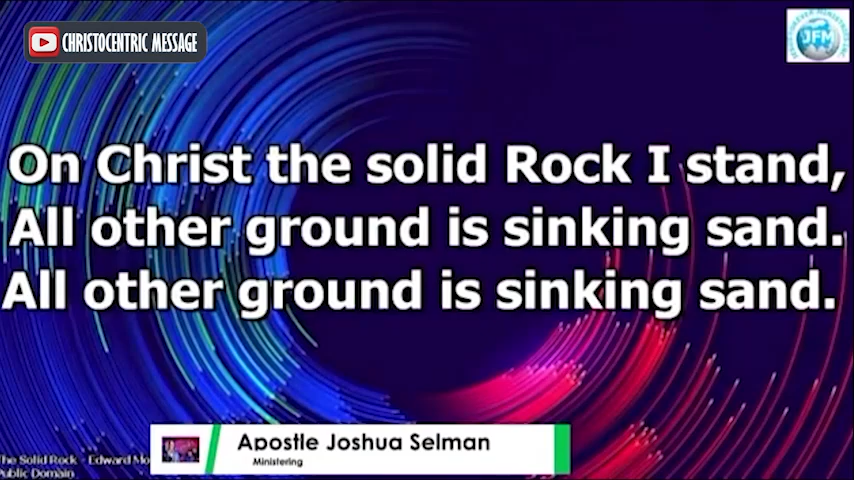 CHRISTOCENTRIC MESSAGE
JFM
On Christ the solid Rock I stand,
All other ground is sinking sand.
All other ground is sinking sand.
Apostle Joshua Selman
Ministering
The Solid Rock - Edward Mo
Public Domain